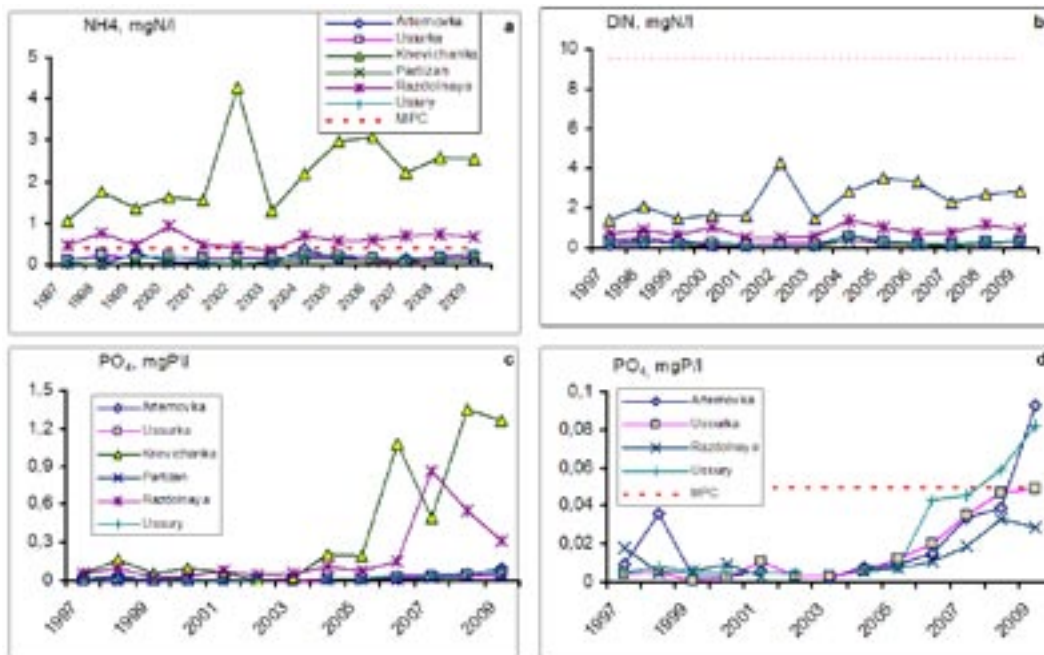 NH4, mgN/l
a
Artemovka
Ussurka
Knevichanka
Partizan
Razdolnaya
Ussury
MPC
5
4
3
2
1
0
1997
1998
1999
2000
2001
2002
2003
2004
2005
2006
2007
2008
2009
DIN, mgN/l
b
10
8
6
4
2
0
1997
1998
1999
2000
2001
2002
2003
2004
2005
2006
2007
2008
2009
PO₄, mgP/l
c
1,5
1,2
0,9
0,6
0,3
0
Artemovka
Ussurka
Knevichanka
Partizan
Razdolnaya
Ussury
1997
1999
2001
2003
2005
2007
2009
PO₄, mgP/l
d
0,1
0,08
0,06
0,04
0,02
0
Artemovka
Ussurka
Razdolnaya
Ussury
MPC
1997
1999
2001
2003
2005
2007
2009